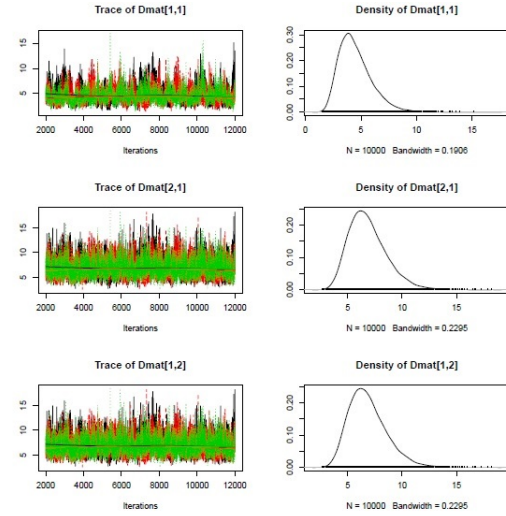 Trace of Dmat[1,1]
5 10 15
2000 4000 6000 8000 10000 12000
Iterations
Density of Dmat[1,1]
0.00 0.10 0.20 0.30
0 5 10 15
N = 10000 Bandwidth = 0.1906
Trace of Dmat[2,1]
5 10 15
2000 4000 6000 8000 10000 12000
Iterations
Density of Dmat[2,1]
0.00 0.10 0.20
5 10 15
N = 10000 Bandwidth = 0.2295
Trace of Dmat[1,2]
5 10 15
2000 4000 6000 8000 10000 12000
Iterations
Density of Dmat[1,2]
0.00 0.10 0.20
5 10 15
N = 10000 Bandwidth = 0.2295